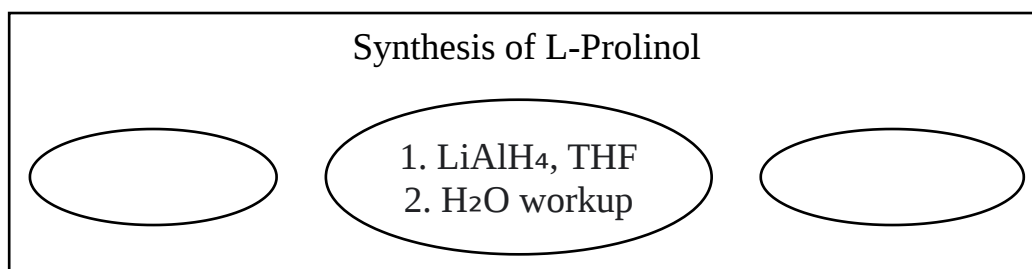 Synthesis of L-Prolinol
1. LiAlH₄, THF
2. H₂O workup